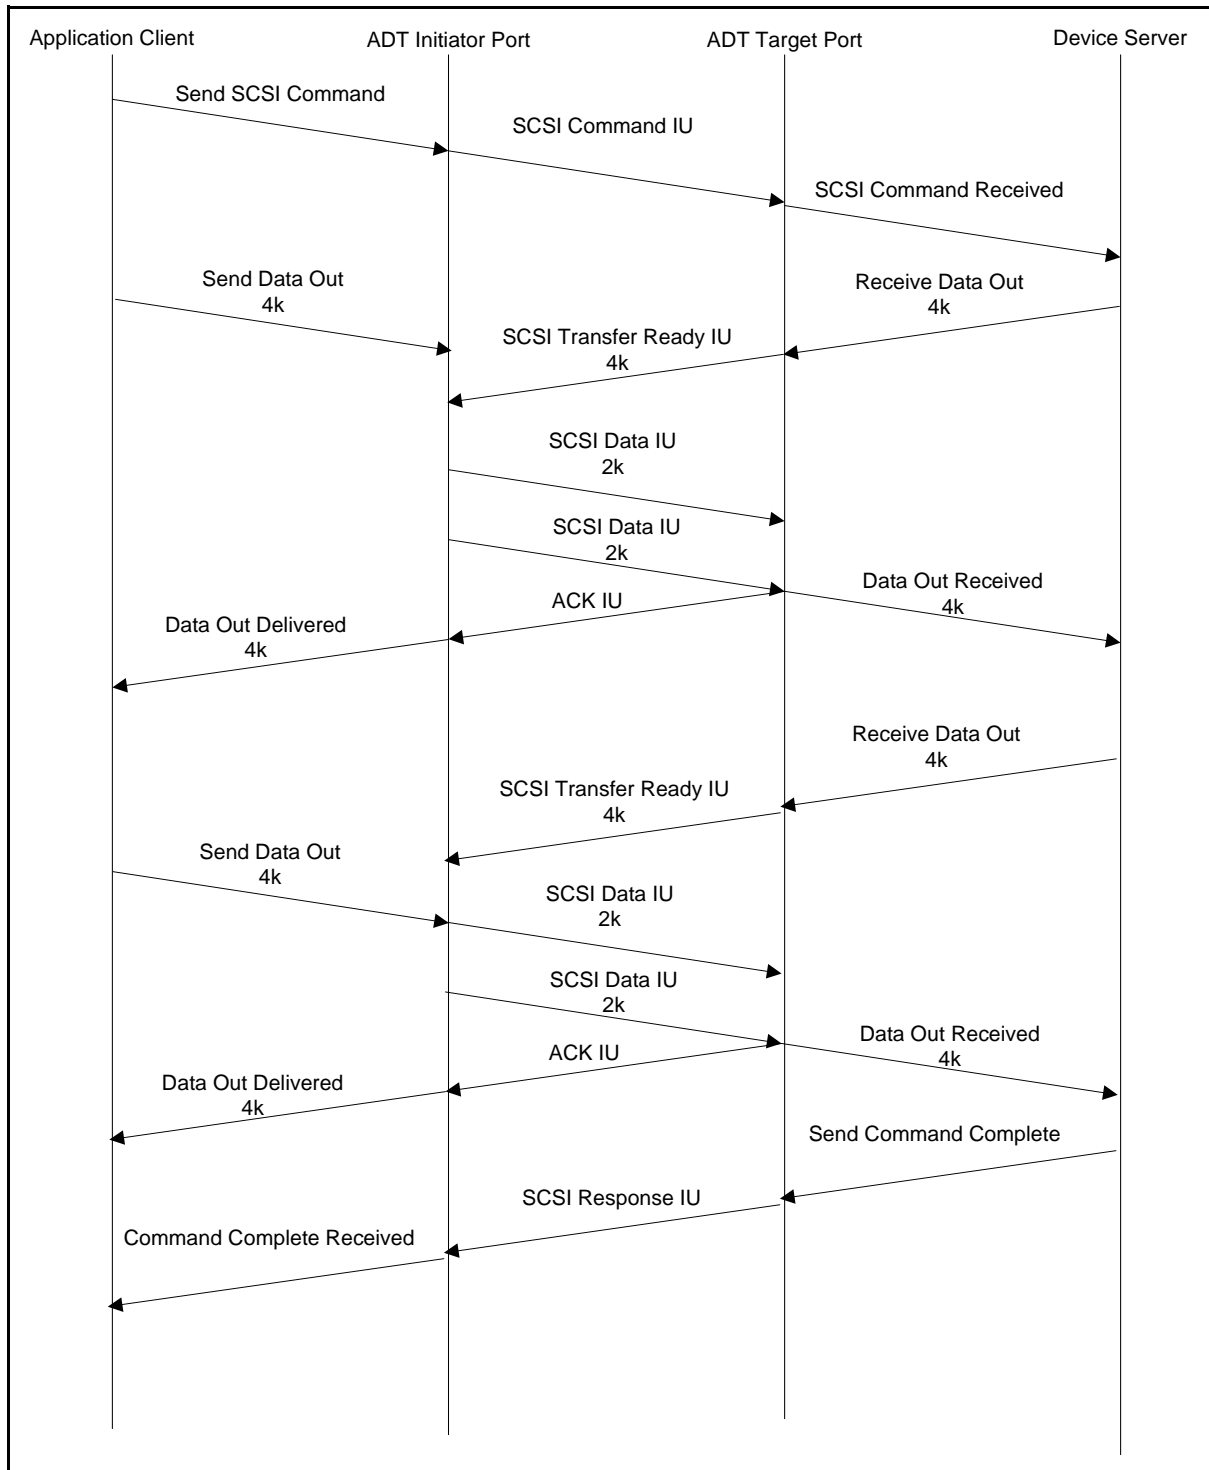 Application Client
ADT Initiator Port
ADT Target Port
Device Server
Send SCSI Command
SCSI Command IU
SCSI Command Received
Send Data Out
4k
Receive Data Out
4k
SCSI Transfer Ready IU
4k
SCSI Data IU
2k
SCSI Data IU
2k
Data Out Received
4k
ACK IU
Data Out Delivered
4k
Receive Data Out
4k
SCSI Transfer Ready IU
4k
Send Data Out
4k
SCSI Data IU
2k
SCSI Data IU
2k
Data Out Received
4k
ACK IU
Data Out Delivered
4k
Send Command Complete
SCSI Response IU
Command Complete Received